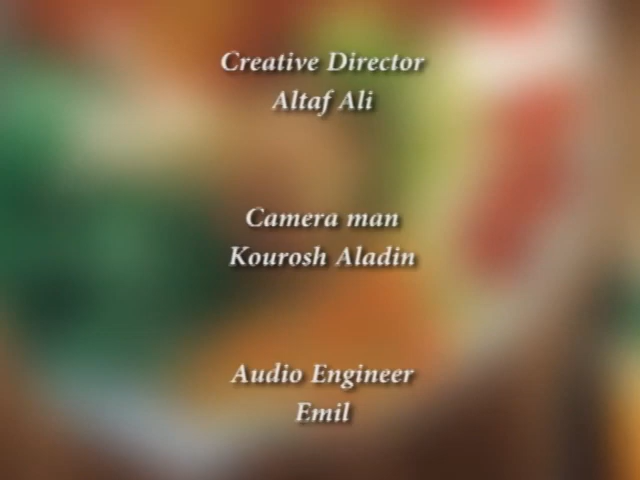 Creative Director
Altaf Ali
Camera man
Kourosh Aladin
Audio Engineer
Emil